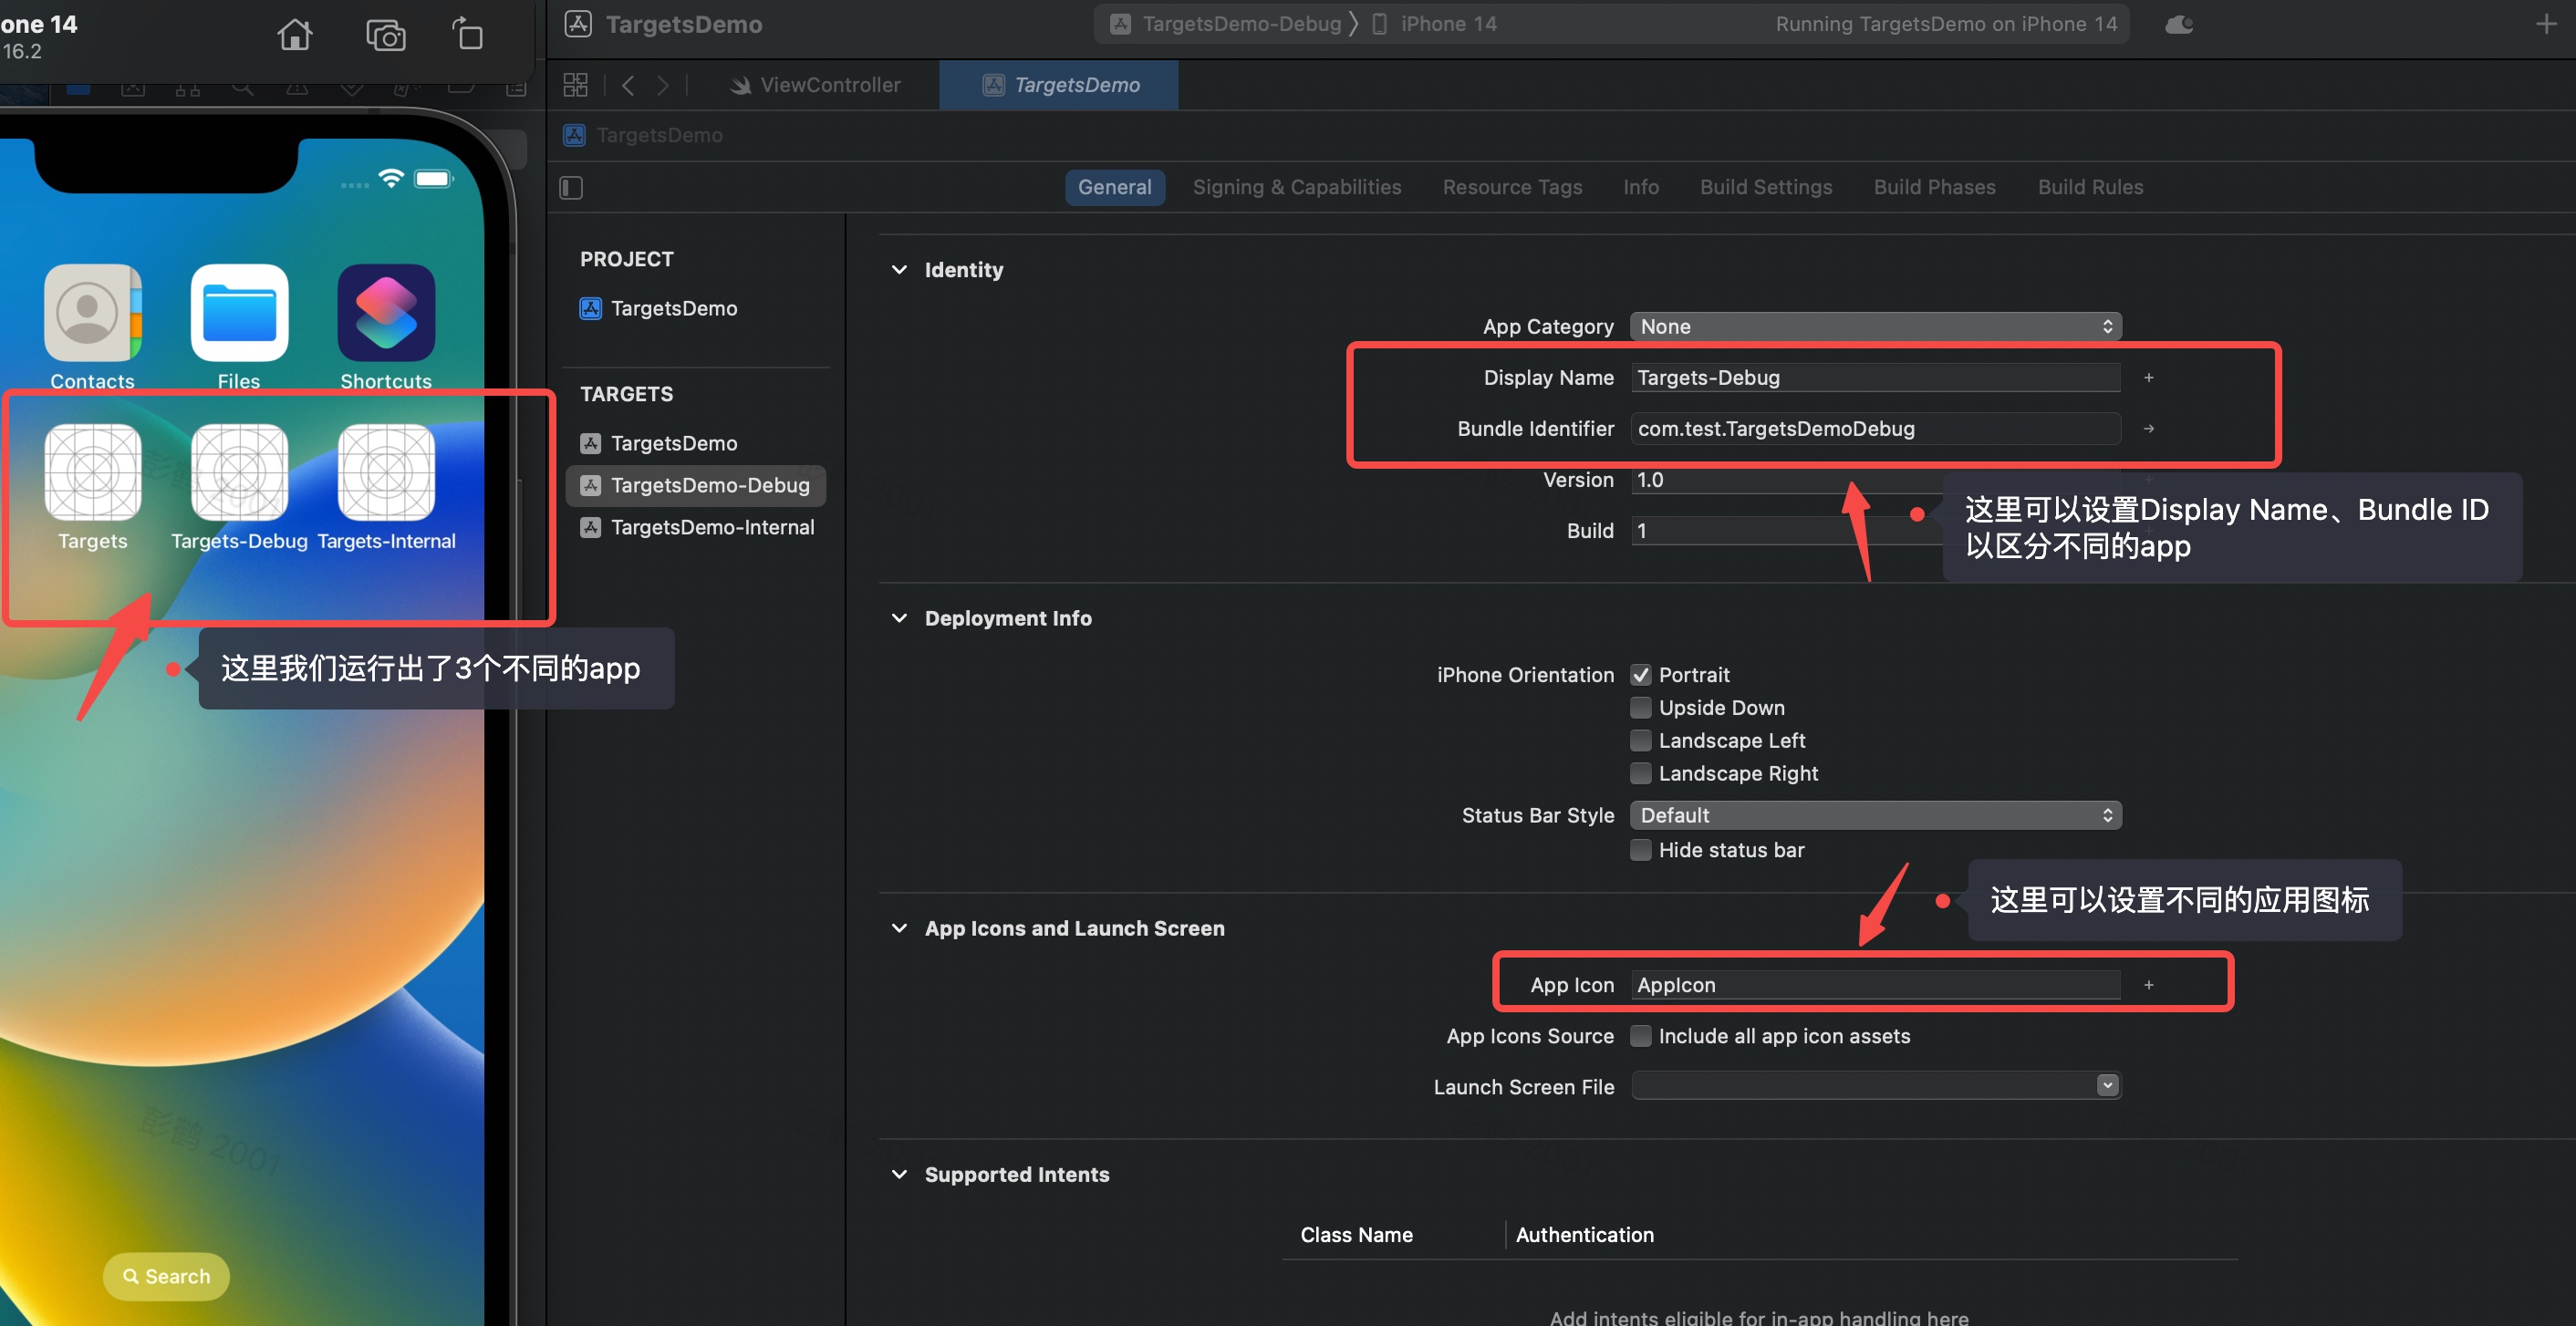 one 14
16.2
Contacts
Files
Shortcuts
Targets
Targets-Debug
Targets-Internal
这里我们运行出了3个不同的app
彭鹤 2001
Search
TargetsDemo
TargetsDemo-Debug
iPhone 14
Running TargetsDemo on iPhone 14
ViewController
TargetsDemo
TargetsDemo
General
Signing & Capabilities
Resource Tags
Info
Build Settings
Build Phases
Build Rules
PROJECT
TargetsDemo
TARGETS
TargetsDemo
TargetsDemo-Debug
TargetsDemo-Internal
Identity
App Category
None
Display Name
Targets-Debug
Bundle Identifier
com.test.TargetsDemoDebug
Version
1.0
Build
1
这里可以设置Display Name、Bundle ID
以区分不同的app
Deployment Info
iPhone Orientation
Portrait
Upside Down
Landscape Left
Landscape Right
Status Bar Style
Default
Hide status bar
这里可以设置不同的应用图标
App Icons and Launch Screen
App Icon
AppIcon
App Icons Source
Include all app icon assets
Launch Screen File
Supported Intents
Class Name
Authentication
Add intents eligible for in-app handling here